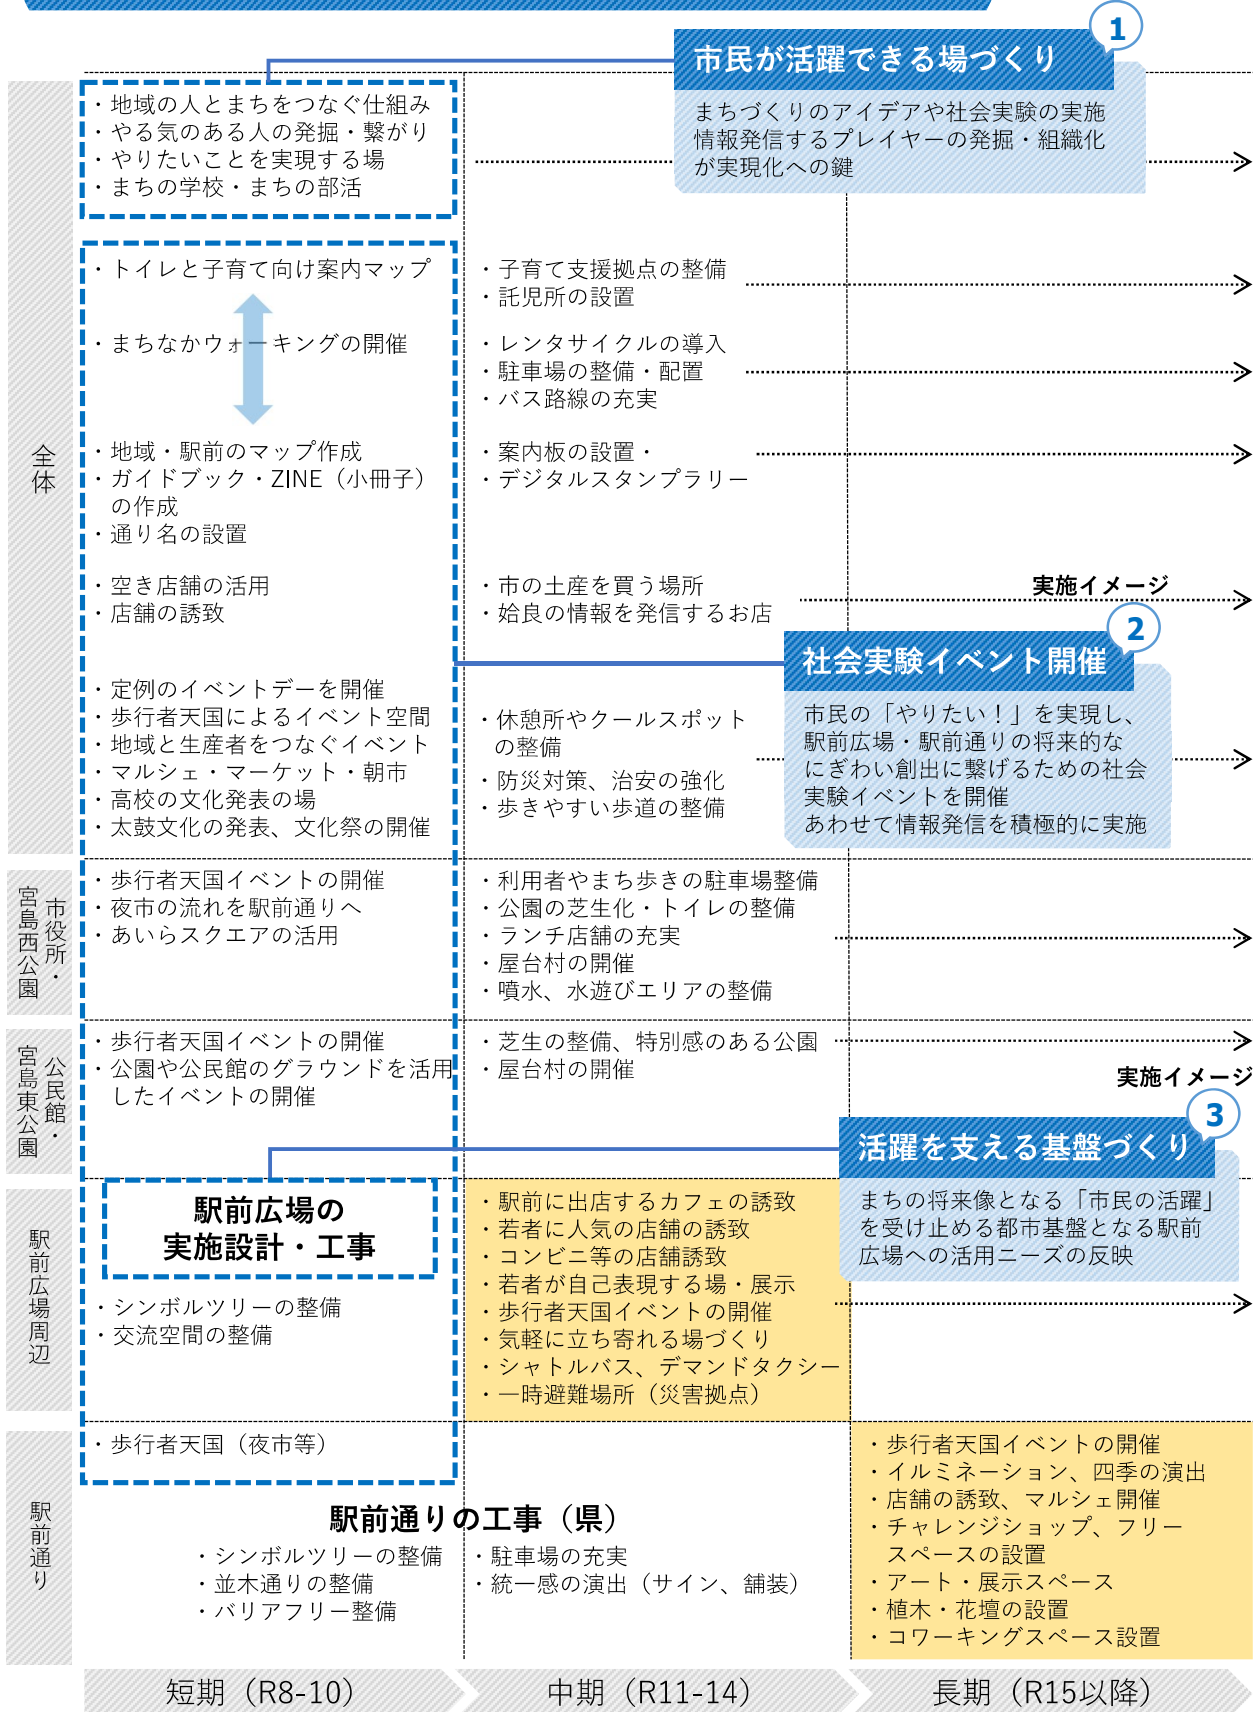 1
市民が活躍できる場づくり
まちづくりのアイデアや社会実験の実施
情報発信するプレイヤーの発掘・組織化
が実現化への鍵
全体
・地域の人とまちをつなぐ仕組み
・やる気のある人の発掘・繋がり
・やりたいことを実現する場
・まちの学校・まちの部活
・トイレと子育て向け案内マップ
・まちなかウォーキングの開催
・地域・駅前のマップ作成
・ガイドブック・ZINE（小冊子）
の作成
・通り名の設置
・空き店舗の活用
・店舗の誘致
・定例のイベントデーを開催
・歩行者天国によるイベント空間
・地域と生産者をつなぐイベント
・マルシェ・マーケット・朝市
・高校の文化発表の場
・太鼓文化の発表、文化祭の開催
・子育て支援拠点の整備
・託児所の設置
・レンタサイクルの導入
・駐車場の整備・配置
・バス路線の充実
・案内板の設置・
・デジタルスタンプラリー
・市の土産を買う場所
・姶良の情報を発信するお店
・休憩所やクールスポット
の整備
・防災対策、治安の強化
・歩きやすい歩道の整備
実施イメージ
2
社会実験イベント開催
市民の「やりたい！」を実現し、
駅前広場・駅前通りの将来的な
にぎわい創出に繋げるための社会
実験イベントを開催
あわせて情報発信を積極的に実施
市役所・
宮島西公園
・歩行者天国イベントの開催
・夜市の流れを駅前通りへ
・あいらスクエアの活用
・利用者やまち歩きの駐車場整備
・公園の芝生化・トイレの整備
・ランチ店舗の充実
・屋台村の開催
・噴水、水遊びエリアの整備
公民館・
宮島東公園
・歩行者天国イベントの開催
・公園や公民館のグラウンドを活用
したイベントの開催
・芝生の整備、特別感のある公園
・屋台村の開催
実施イメージ
3
活躍を支える基盤づくり
まちの将来像となる「市民の活躍」
を受け止める都市基盤となる駅前
広場への活用ニーズの反映
駅前広場周辺
駅前広場の
実施設計・工事
・シンボルツリーの整備
・交流空間の整備
・駅前に出店するカフェの誘致
・若者に人気の店舗の誘致
・コンビニ等の店舗誘致
・若者が自己表現する場・展示
・歩行者天国イベントの開催
・気軽に立ち寄れる場づくり
・シャトルバス、デマンドタクシー
・一時避難場所（災害拠点）
駅前通り
・歩行者天国（夜市等）
駅前通りの工事（県）
・シンボルツリーの整備
・並木通りの整備
・バリアフリー整備
・駐車場の充実
・統一感の演出（サイン、舗装）
・歩行者天国イベントの開催
・イルミネーション、四季の演出
・店舗の誘致、マルシェ開催
・チャレンジショップ、フリー
スペースの設置
・アート・展示スペース
・植木・花壇の設置
・コワーキングスペース設置
短期（R8-10）
中期（R11-14）
長期（R15以降）